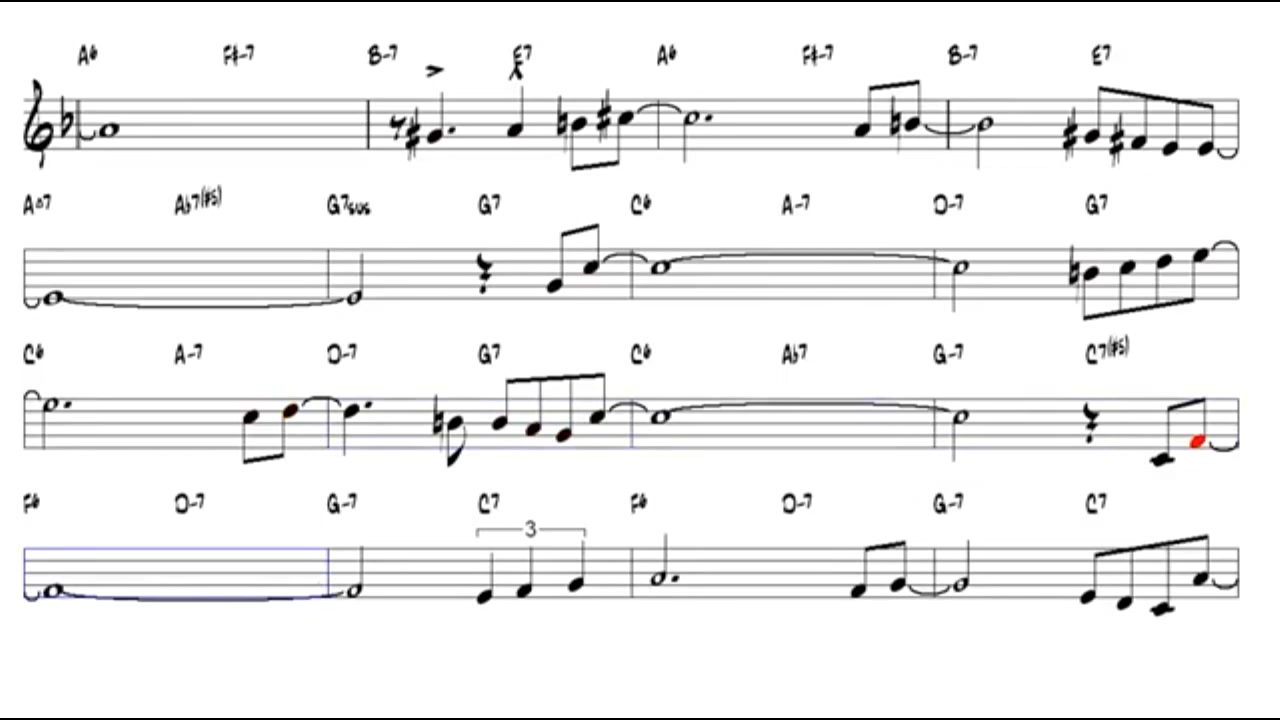 A6 F#-7 B-7 E7 A6 F#-7 B-7 E7
A△7 Ab7(#5) G7sus G7 C6 A-7 D-7 G7
C6 A-7 D-7 G7 C6 Ab7 G-7 C7(#5)
F6 D-7 G-7 C7 F6 D-7 G-7 C7
3